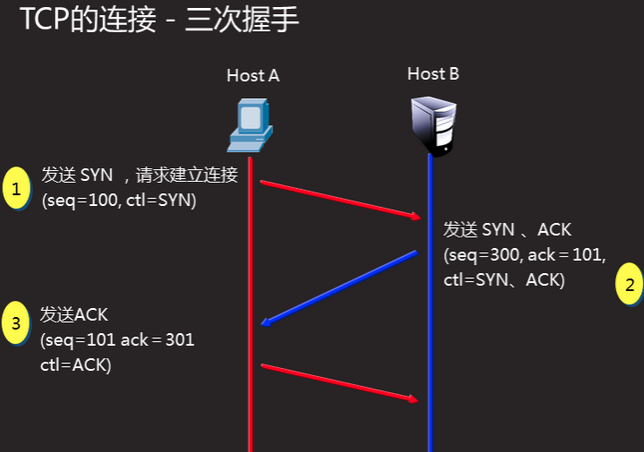 TCP的连接 - 三次握手
Host A
Host B
1
发送 SYN ，请求建立连接
(seq=100, ctl=SYN)
发送 SYN 、ACK
(seq=300, ack＝101,
ctl=SYN、ACK)
2
3
发送ACK
(seq=101 ack＝301
ctl=ACK)